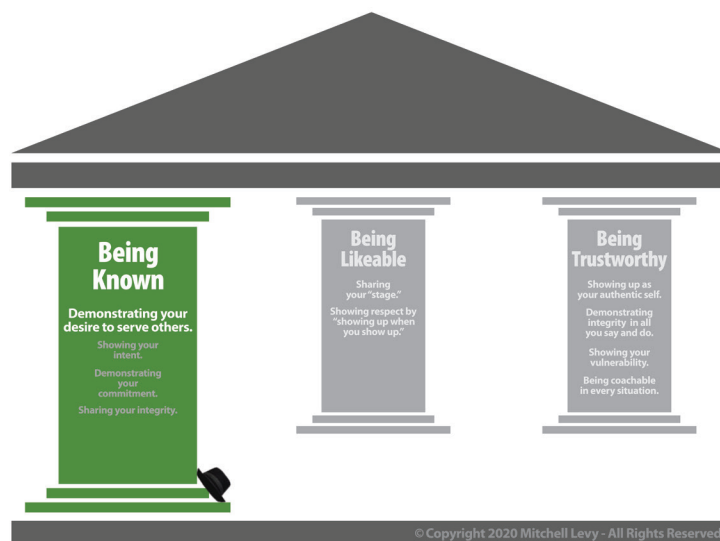 Being
Known
Demonstrating your
desire to serve others.
Showing your
intent.
Demonstrating
your
commitment.
Sharing your integrity.
Being
Likeable
Sharing
your "stage."
Showing respect by
"showing up when
you show up."
Being
Trustworthy
Showing up as
your authentic self.
Demonstrating
integrity in all
you say and do.
Showing your
vulnerability.
Being coachable
in every situation.
© Copyright 2020 Mitchell Levy - All Rights Reserved